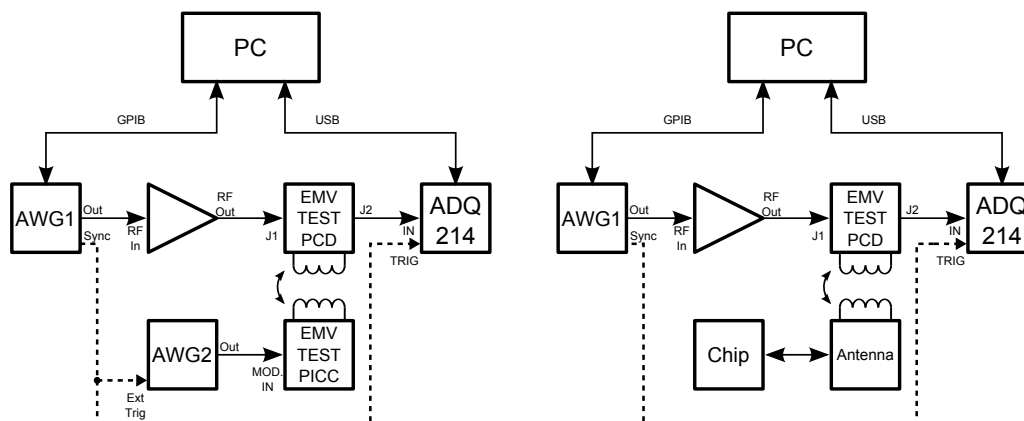 PC
GPIB
USB
AWG1
Out
Sync
RF
In
RF
Out
J1
EMV
TEST
PCD
J2
IN
TRIG
ADQ
214
AWG2
Out
Ext
Trig
MOD.
IN
EMV
TEST
PICC
PC
GPIB
USB
AWG1
Out
Sync
RF
In
RF
Out
J1
EMV
TEST
PCD
J2
IN
TRIG
ADQ
214
Chip
Antenna